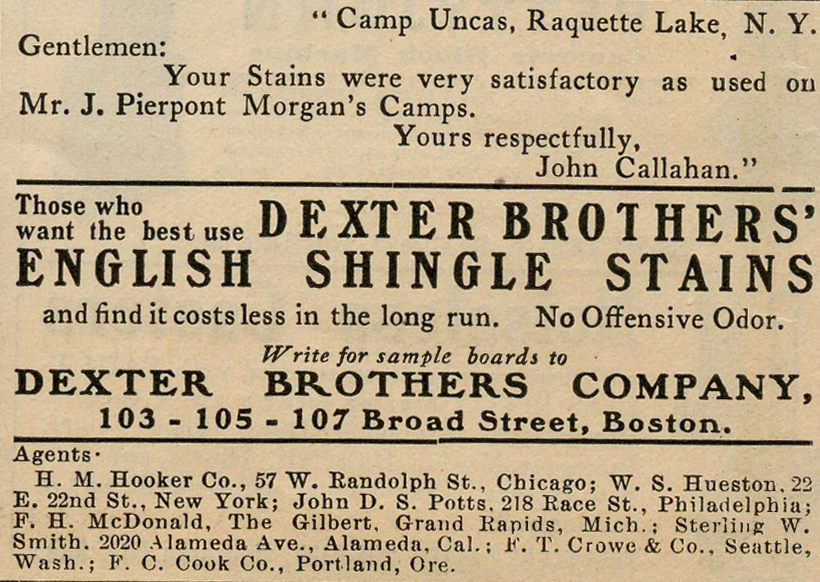 “ Camp Uncas, Raquette Lake, N. Y.
Gentlemen:
Your Stains were very satisfactory as used on
Mr. J. Pierpont Morgan's Camps.
Yours respectfully,
John Callahan.”
Those who
want the best use DEXTER BROTHERS'
ENGLISH SHINGLE STAINS
and find it costs less in the long run. No Offensive Odor.
Write for sample boards to
DEXTER BROTHERS COMPANY,
103 - 105 - 107 Broad Street, Boston.
Agents·
H. M. Hooker Co., 57 W. Randolph St., Chicago; W. S. Hueston, 22
E. 22nd St., New York; John D. S. Potts, 218 Race St., Philadelphia;
F. H. McDonald, The Gilbert, Grand Rapids, Mich.; Sterling W.
Smith, 2020 Alameda Ave., Alameda, Cal.; F. T. Crowe & Co., Seattle,
Wash.; F. C. Cook Co., Portland, Ore.